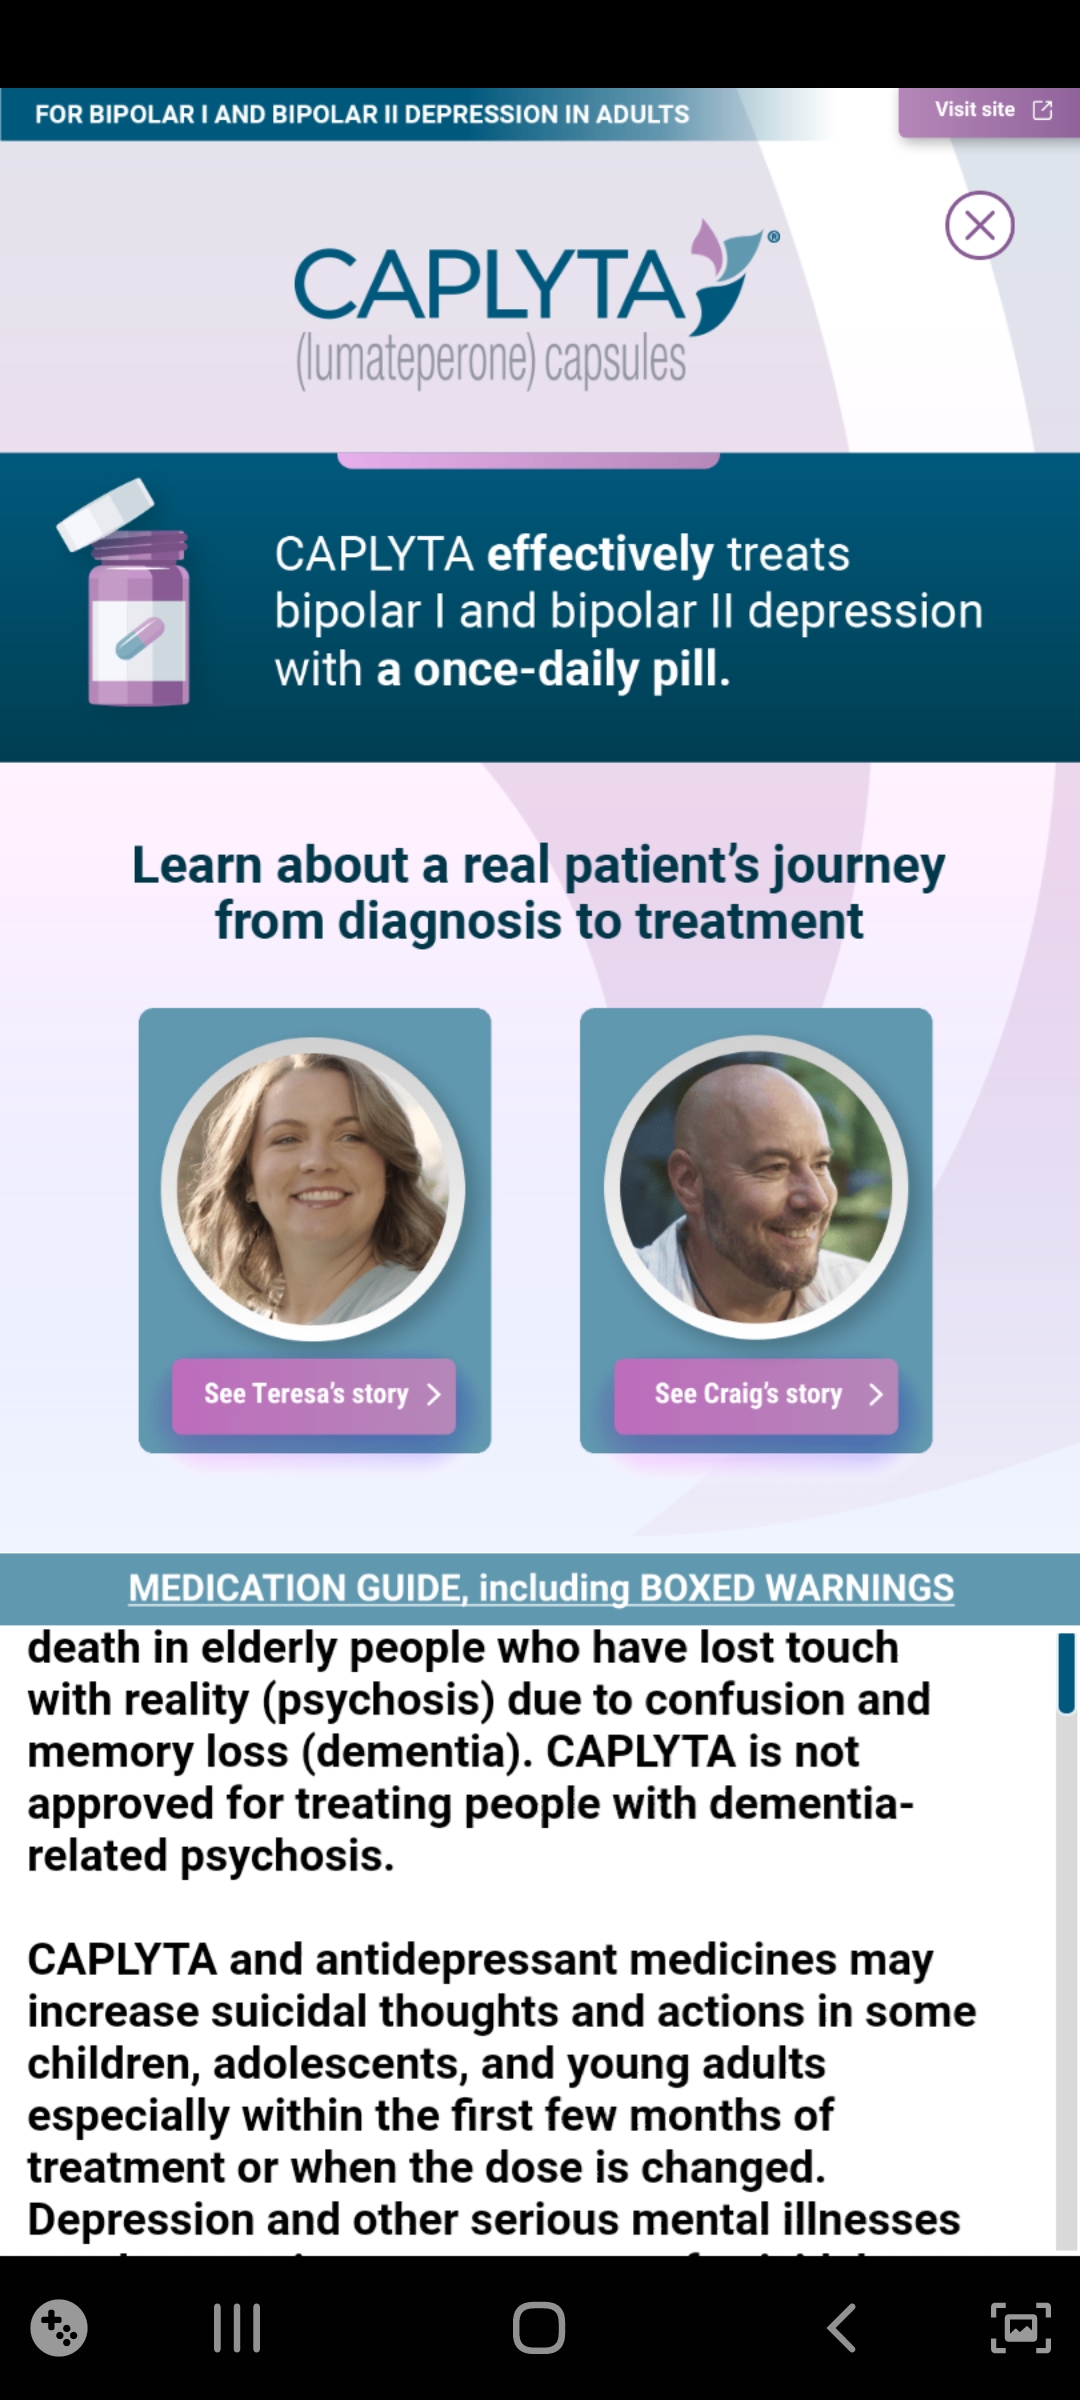 FOR BIPOLAR I AND BIPOLAR II DEPRESSION IN ADULTS
Visit site
CAPLYTA®
(lumateperone) capsules
CAPLYTA effectively treats
bipolar I and bipolar II depression
with a once-daily pill.
Learn about a real patient’s journey
from diagnosis to treatment
See Teresa’s story
See Craig’s story
MEDICATION GUIDE, including BOXED WARNINGS
death in elderly people who have lost touch
with reality (psychosis) due to confusion and
memory loss (dementia). CAPLYTA is not
approved for treating people with dementia-
related psychosis.
CAPLYTA and antidepressant medicines may
increase suicidal thoughts and actions in some
children, adolescents, and young adults
especially within the first few months of
treatment or when the dose is changed.
Depression and other serious mental illnesses